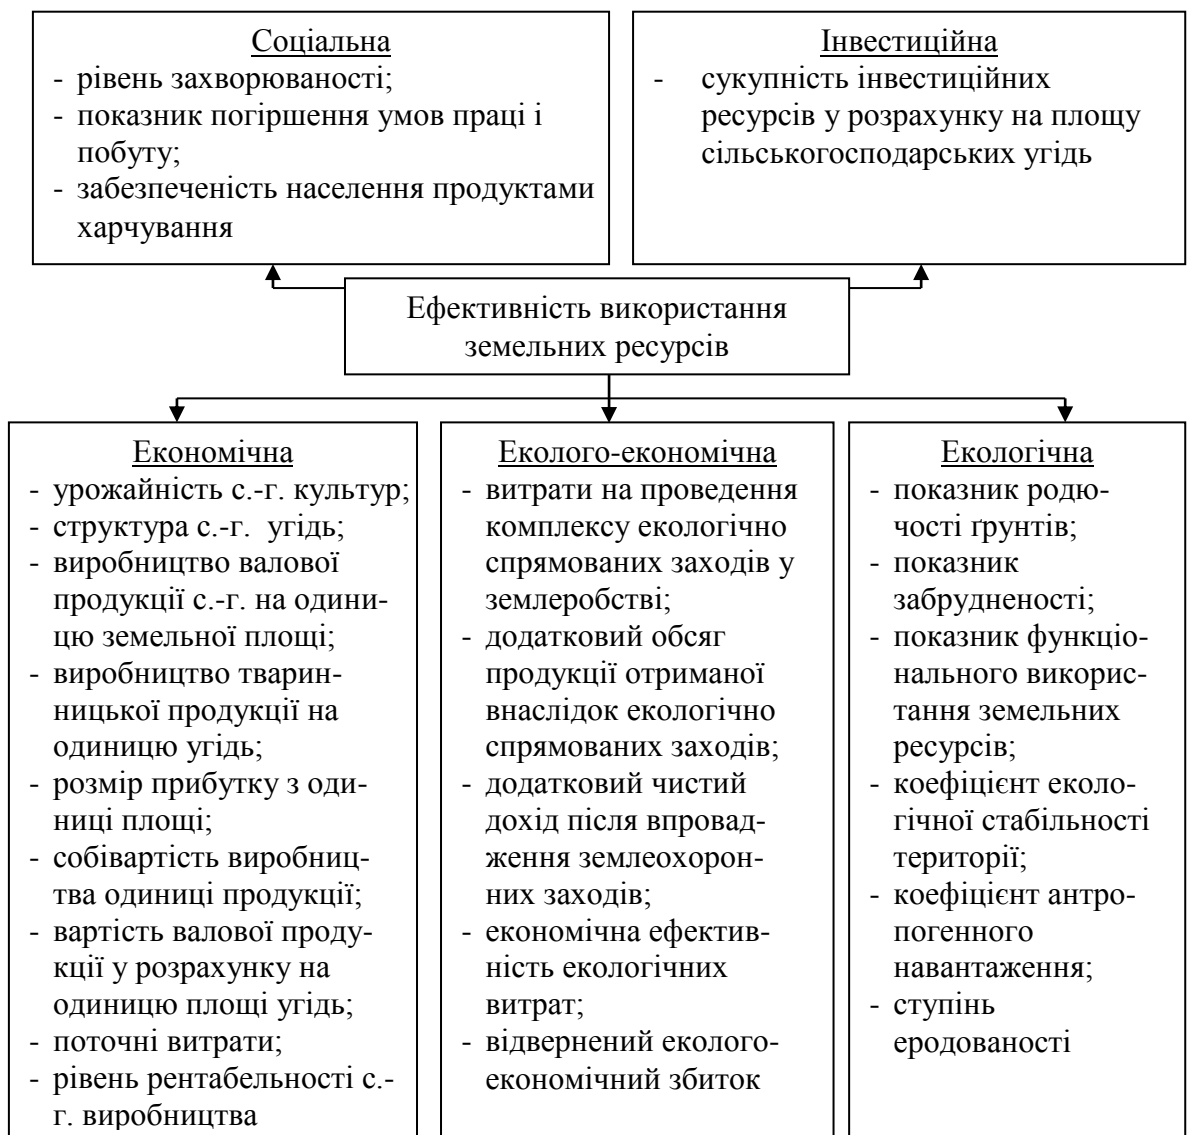 Соціальна
- рівень захворюваності;
- показник погіршення умов праці і
побуту;
- забезпеченість населення продуктами
харчування
Інвестиційна
- сукупність інвестиційних
ресурсів у розрахунку на площу
сільськогосподарських угідь
Ефективність використання
земельних ресурсів
Економічна
- урожайність с.-г. культур;
- структура с.-г. угідь;
- виробництво валової
продукції с.-г. на одини-
цю земельної площі;
- виробництво тварин-
ницької продукції на
одиницю угідь;
- розмір прибутку з оди-
ниці площі;
- собівартість виробниц-
тва одиниці продукції;
- вартість валової проду-
кції у розрахунку на
одиницю площі угідь;
- поточні витрати;
- рівень рентабельності с.-
г. виробництва
Еколого-економічна
- витрати на проведення
комплексу екологічно
спрямованих заходів у
землеробстві;
- додатковий обсяг
продукції отриманої
внаслідок екологічно
спрямованих заходів;
- додатковий чистий
дохід після впровад-
ження землеохорон-
них заходів;
- економічна ефектив-
ність екологічних
витрат;
- відвернений еколого-
економічний збиток
Екологічна
- показник родю-
чості ґрунтів;
- показник
забрудненості;
- показник функціо-
нального викорис-
тання земельних
ресурсів;
- коефіцієнт еколо-
гічної стабільності
території;
- коефіцієнт антро-
погенного
навантаження;
- ступінь
еродованості